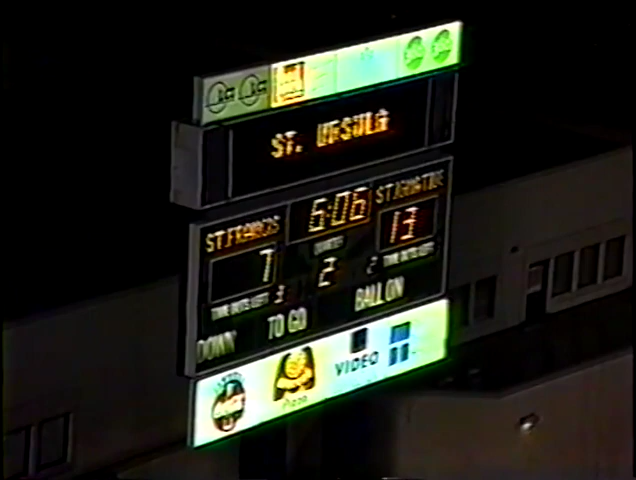 ST. URSULA
ST.FRANCIS 6:06 ST.IGNATIUS
7 QUARTER 13
TIME OUTS LEFT 3 2 2 TIME OUTS LEFT
DOWN TO GO BALL ON
PIZZA VIDEO